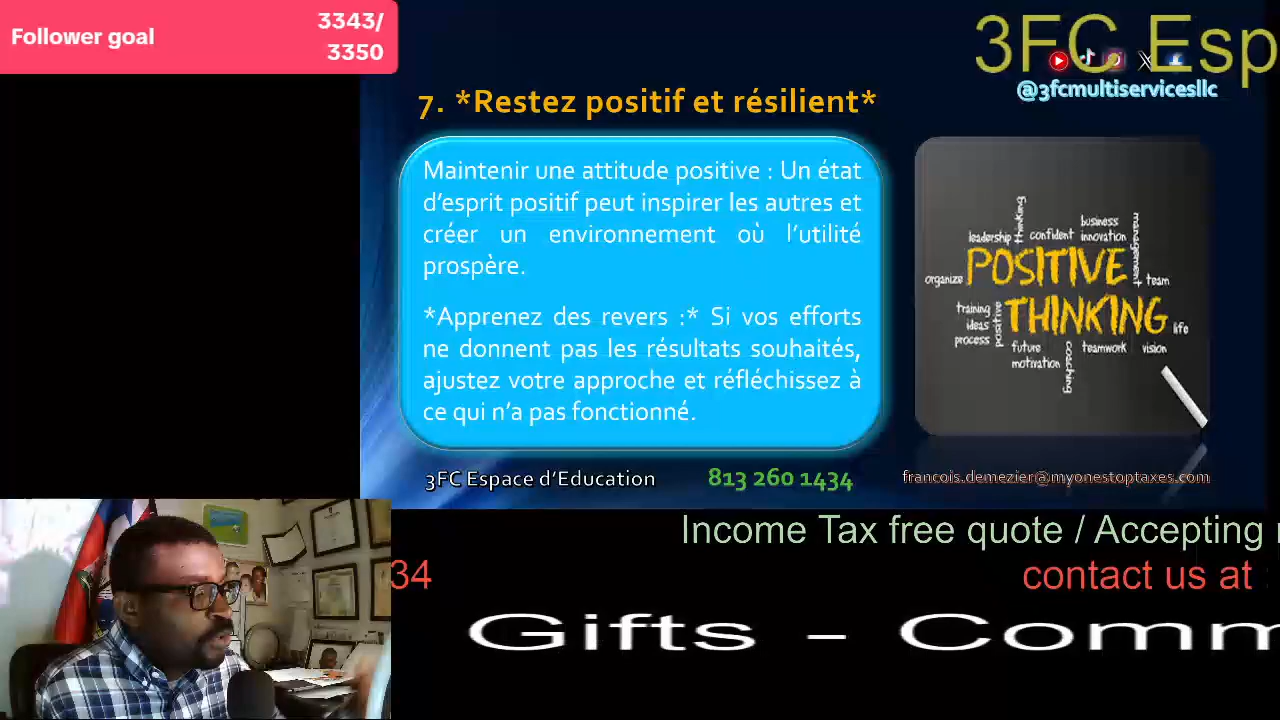 Follower goal
3343/
3350
3FC Esp
@3fcmultiservicesllc
7. *Restez positif et résilient*
Maintenir une attitude positive : Un état
d’esprit positif peut inspirer les autres et
créer un environnement où l’utilité
prospère.
*Apprenez des revers :* Si vos efforts
ne donnent pas les résultats souhaités,
ajustez votre approche et réfléchissez à
ce qui n’a pas fonctionné.
thinking
business
management
leadership
confident
innovation
organize
POSITIVE
team
training
ideas
process
positive
THINKING
life
future
motivation
coaching
teamwork
vision
3FC Espace d’Education
813 260 1434
francois.demezier@myonestoptaxes.com
Income Tax free quote / Accepting
34
contact us at
Gifts - Comm